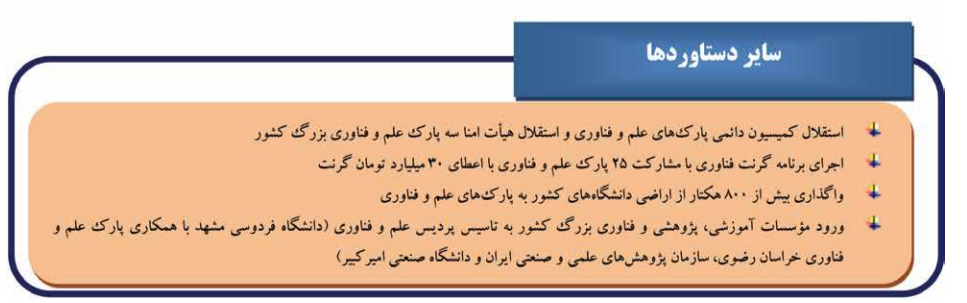 سایر دستاوردها
استقلال کمیسیون دائمی پارک‌های علم و فناوری و استقلال هیأت امنا سه پارک علم و فناوری بزرگ کشور
اجرای برنامه گرنت فناوری با مشارکت ۲۵ پارک علم و فناوری با اعطای ۳۰ میلیارد تومان گرنت
واگذاری بیش از ۸۰۰ هکتار از اراضی دانشگاه‌های کشور به پارک‌های علم و فناوری
ورود مؤسسات آموزشی، پژوهشی و فناوری بزرگ کشور به تاسیس پردیس علم و فناوری (دانشگاه فردوسی مشهد با همکاری پارک علم و
فناوری خراسان رضوی، سازمان پژوهش‌های علمی و صنعتی ایران و دانشگاه صنعتی امیرکبیر)